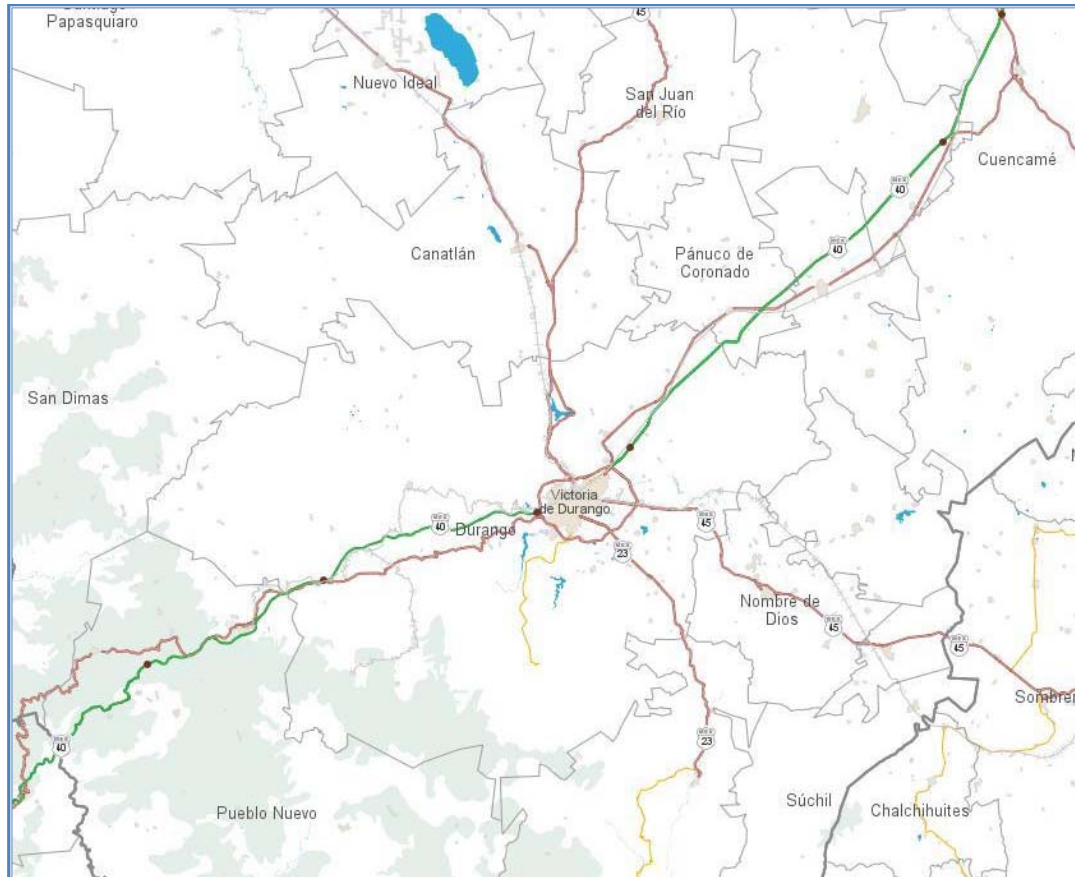 Papasquiaro
45
Nuevo Ideal
San Juan
del Río
Cuencamé
40
Canatlán
Pánuco de
Coronado
40
San Dimas
Victoria
de Durango
40
Durango
45
23
Nombre de
Dios
45
45
Sombrer
40
23
Súchil
Pueblo Nuevo
Chalchihuites